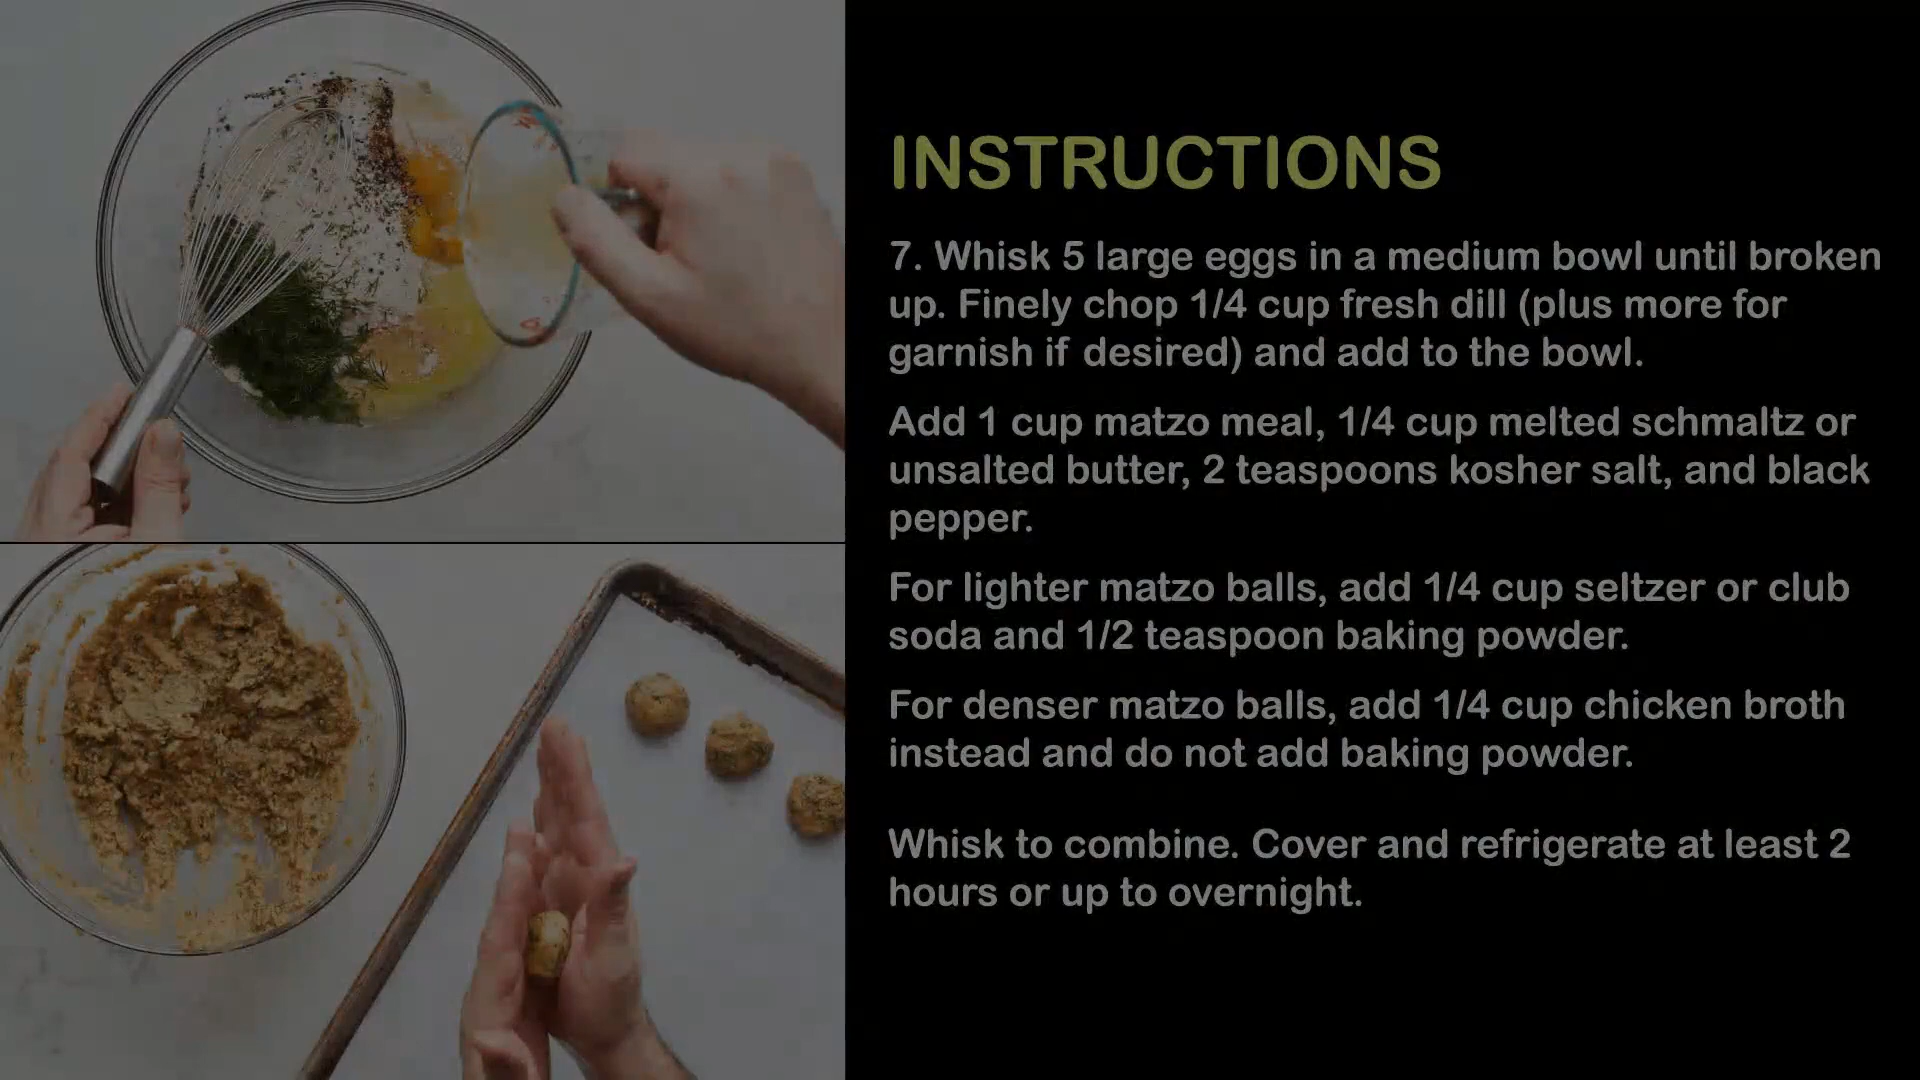 INSTRUCTIONS
7. Whisk 5 large eggs in a medium bowl until broken
up. Finely chop 1/4 cup fresh dill (plus more for
garnish if desired) and add to the bowl.
Add 1 cup matzo meal, 1/4 cup melted schmaltz or
unsalted butter, 2 teaspoons kosher salt, and black
pepper.
For lighter matzo balls, add 1/4 cup seltzer or club
soda and 1/2 teaspoon baking powder.
For denser matzo balls, add 1/4 cup chicken broth
instead and do not add baking powder.
Whisk to combine. Cover and refrigerate at least 2
hours or up to overnight.